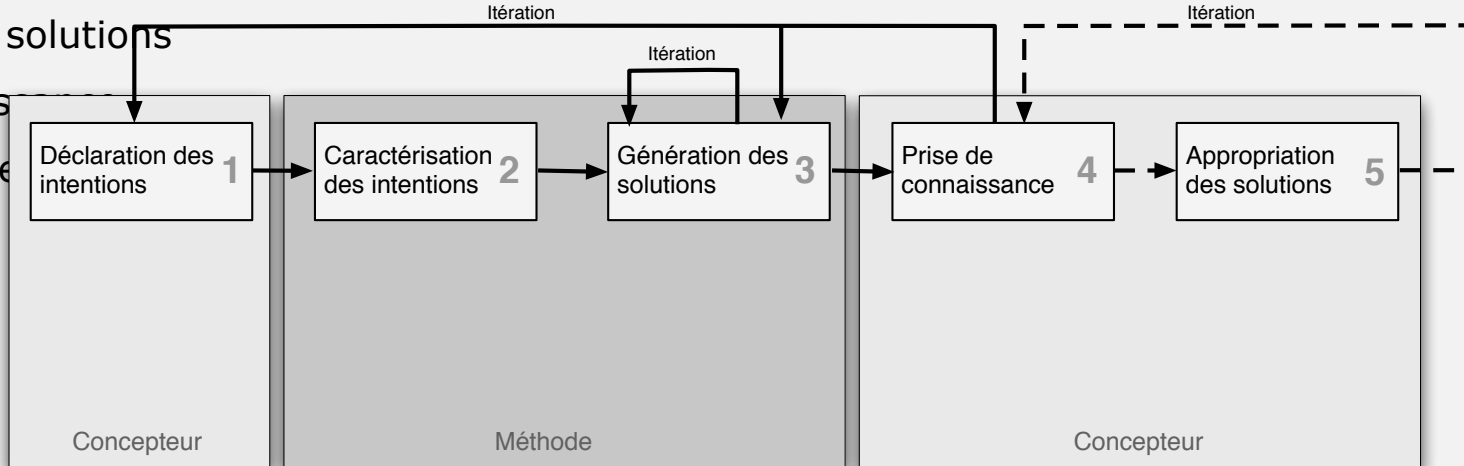 Itération
Itération
solutions
Itération
Déclaration des
intentions
1
Caractérisation
des intentions
2
Génération des
solutions
3
Prise de
connaissance
4
Appropriation
des solutions
5
Concepteur
Méthode
Concepteur